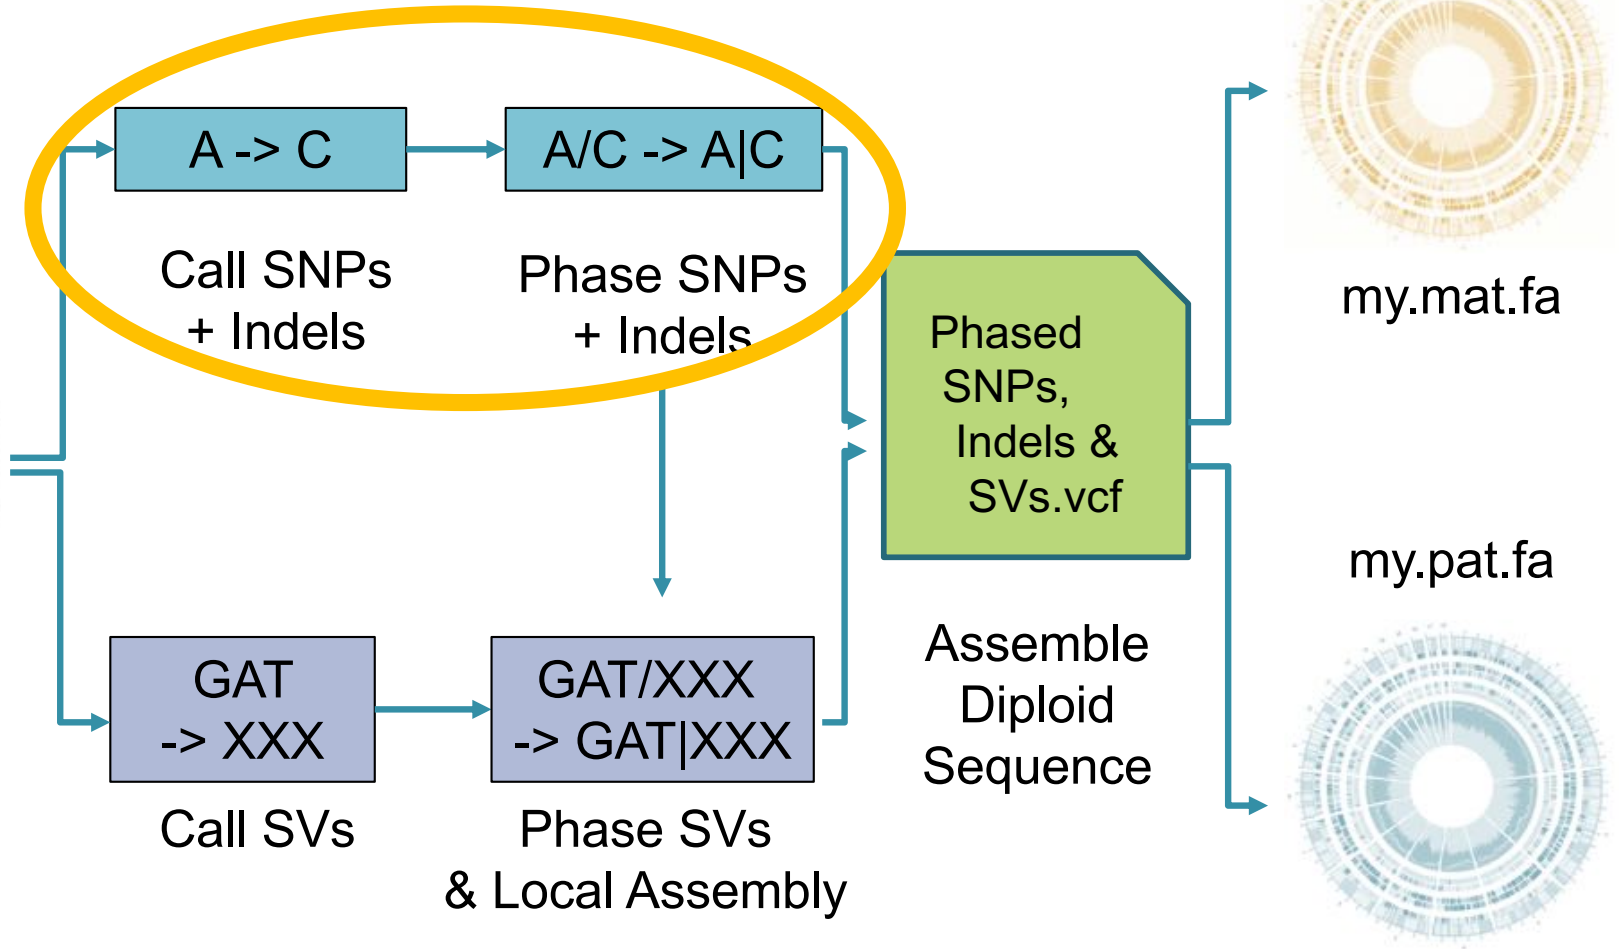 A -> C
A/C -> A|C
Call SNPs
+ Indels
Phase SNPs
+ Indels
Phased
SNPs,
Indels &
SVs.vcf
my.mat.fa
my.pat.fa
GAT
-> XXX
GAT/XXX
-> GAT|XXX
Call SVs
Phase SVs
& Local Assembly
Assemble
Diploid
Sequence